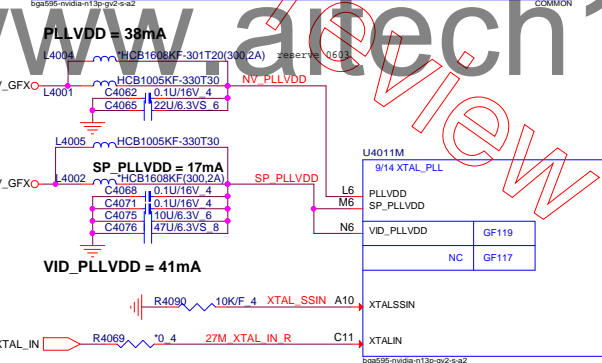 bga595-nvidia-n13p-gv2-s-a2
COMMON
www.aitech1
PLLVDD = 38mA
L4004 *HCB1608KF-301T20(300,2A) reserve 0603
V_GFX HCB1005KF-330T30 NV_PLLVDD
L4001
C4062 0.1U/16V_4
C4065 22U/6.3VS_6
view
L4005 HCB1005KF-330T30
U4011M
9/14 XTAL_PLL
SP_PLLVDD = 17mA
V_GFX L4002 *HCB1608KF(300,2A) SP_PLLVDD
C4068 0.1U/16V_4
C4071 0.1U/16V_4
C4075 10U/6.3V_6
C4076 47U/6.3VS_8
L6 PLLVDD
M6 SP_PLLVDD
N6 VID_PLLVDD GF119
NC GF117
VID_PLLVDD = 41mA
R4090 10K/F_4 XTAL_SSIN A10 XTALSSIN
XTAL_IN R4069 *0_4 27M_XTAL_IN_R C11 XTALIN
bga595-nvidia-n13p-gv2-s-a2